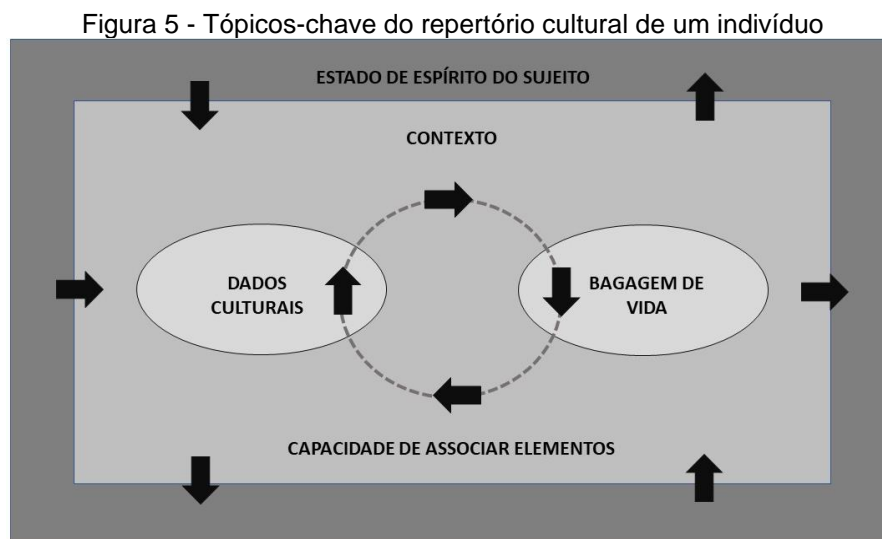 Figura 5 - Tópicos-chave do repertório cultural de um indivíduo
ESTADO DE ESPÍRITO DO SUJEITO
CONTEXTO
DADOS
CULTURAIS
BAGAGEM DE
VIDA
CAPACIDADE DE ASSOCIAR ELEMENTOS